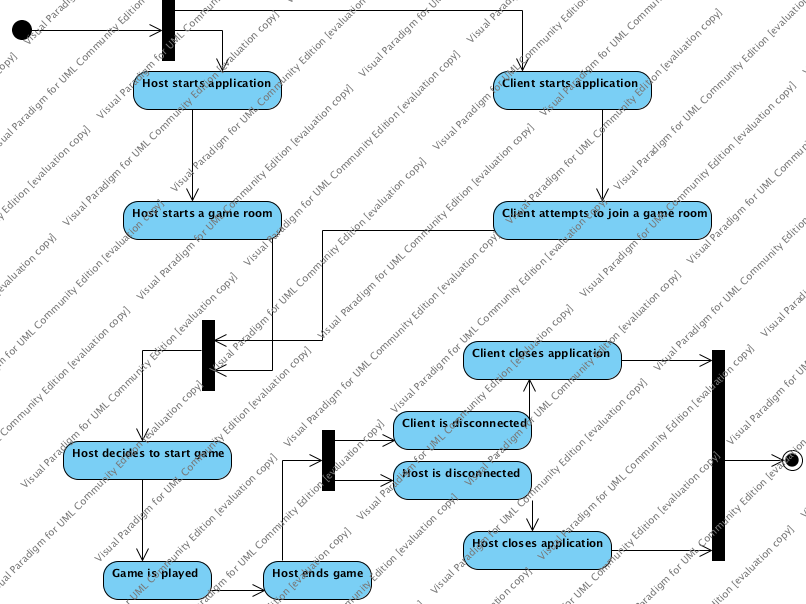 Host starts application
Client starts application
Host starts a game room
Client attempts to join a game room
Client closes application
Client is disconnected
Host decides to start game
Host is disconnected
Host closes application
Game is played
Host ends game
Visual Paradigm for UML Community Edition [evaluation copy]